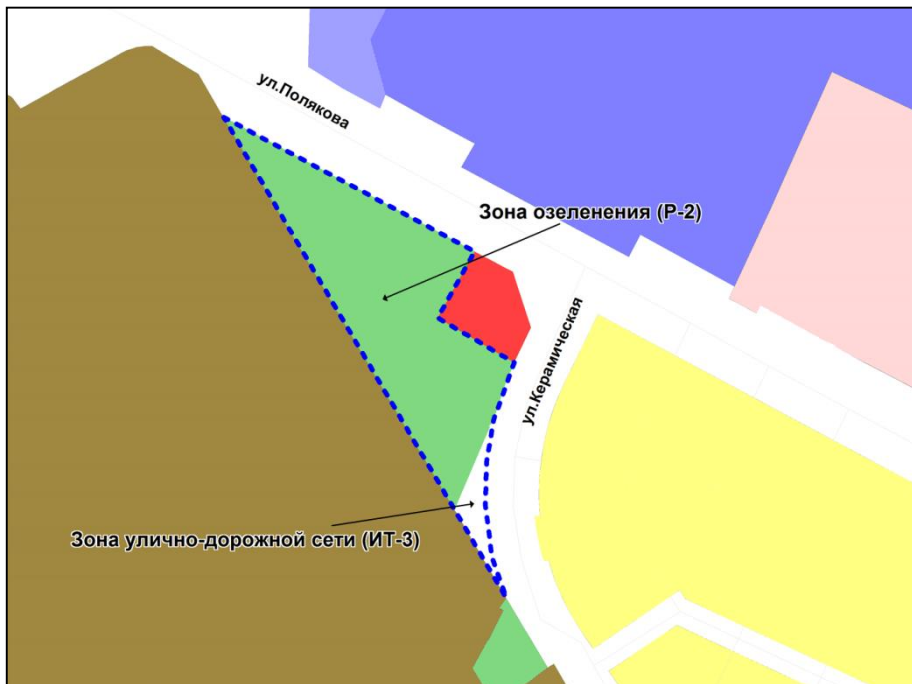 ул.Полякова
Зона озеленения (Р-2)
ул.Керамическая
Зона улично-дорожной сети (ИТ-3)